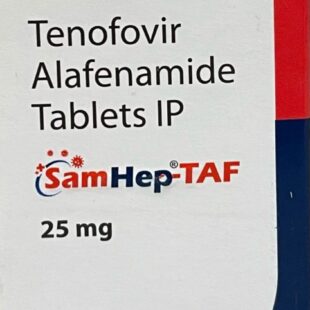 Tenofovir
Alafenamide
Tablets IP
SamHep®-TAF
25 mg